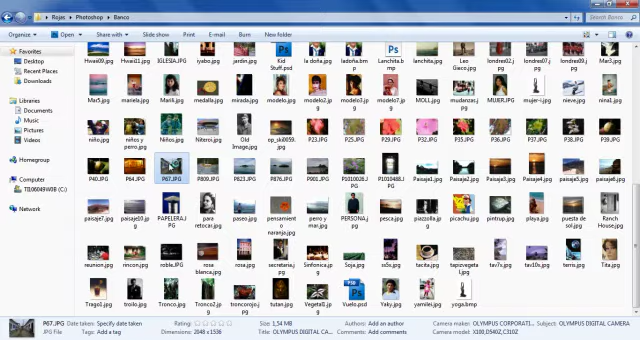 Rojas ▸ Photoshop ▸ Banco
Search Banco
Organize Open Share with Slide show Print E-mail Burn New folder
Favorites
Desktop
Recent Places
Downloads
Libraries
Documents
Music
Pictures
Videos
Homegroup
Computer
Network
Hwaii09.jpg Hwaii11.jpg IGLESIA.JPG iyabo.jpg jardin.jpg Kid Stuff.psd la doña.jpg ladoña.bmp Lanchita.bmp lanchita.jpg Leo Giaco.jpg londres02.jpg londres09.jpg Mar3.jpg
Mar5.jpg mariela.jpg Marili.jpg medalla.jpg mirada.jpg modelo.jpg modelo2.jpg modelo2.jpg modelo7.jpg MOLL.jpg mudanzas.jpg MUJER.JPG mujer-i.jpg nieve.jpg nina1.jpg
niño.jpg niños y perro.jpg Niños.jpg Niteroi.jpg Old Image.jpg op_ski0059.jpg P23.JPG P25.JPG P29.JPG P32.JPG P33.JPG P35.JPG P36.JPG P37.JPG P38.JPG P39.JPG
P40.JPG P64.JPG P67.JPG P809.JPG P823.JPG P876.JPG P901.JPG P1010028.JPG P1010488.JPG Paisaje1.jpg Paisaje2.jpg Paisaje3.jpg Paisaje4.jpg paisaje5.jpg paisaje6.jpg
paisaje7.jpg paisaje10.jpg PAPELERA.JPG para retocar.jpg paseo.jpg pensamiento naranja.jpg perro y mar.jpg PERSONA.jpg pesca.jpg piazzolla.jpg picachu.jpg pintrup.jpg playa.jpg puesta de sol.jpg Ranch House.jpg
reunion.jpg rincon.jpg roble.JPG rosa blanca.jpg rosa.jpg secretaria.jpg Sinfonica.jpg Soja.jpg sx5s.jpg tacita.jpg tapizvegetal.jpg tav7x.jpg tav10x.jpg terris.jpg Tita.jpg
Trago1.jpg troilo.jpg Tronco.jpg Tronco2.jpg troncorojo.jpg tutan.jpg Vegetal1.jpg Vuelo.psd Yaky.jpg yamilei.jpg yoga.bmp
P67.JPG Date taken: Specify date taken Rating: Size: 1,54 MB Authors: Add an author Camera maker: OLYMPUS CORPORATI... Subject: OLYMPUS DIGITAL CAMERA
JPG File Tags: Add a tag Dimensions: 2048 x 1536 Title: OLYMPUS DIGITAL CA... Comments: Add comments Camera model: X100,D540Z,C310Z